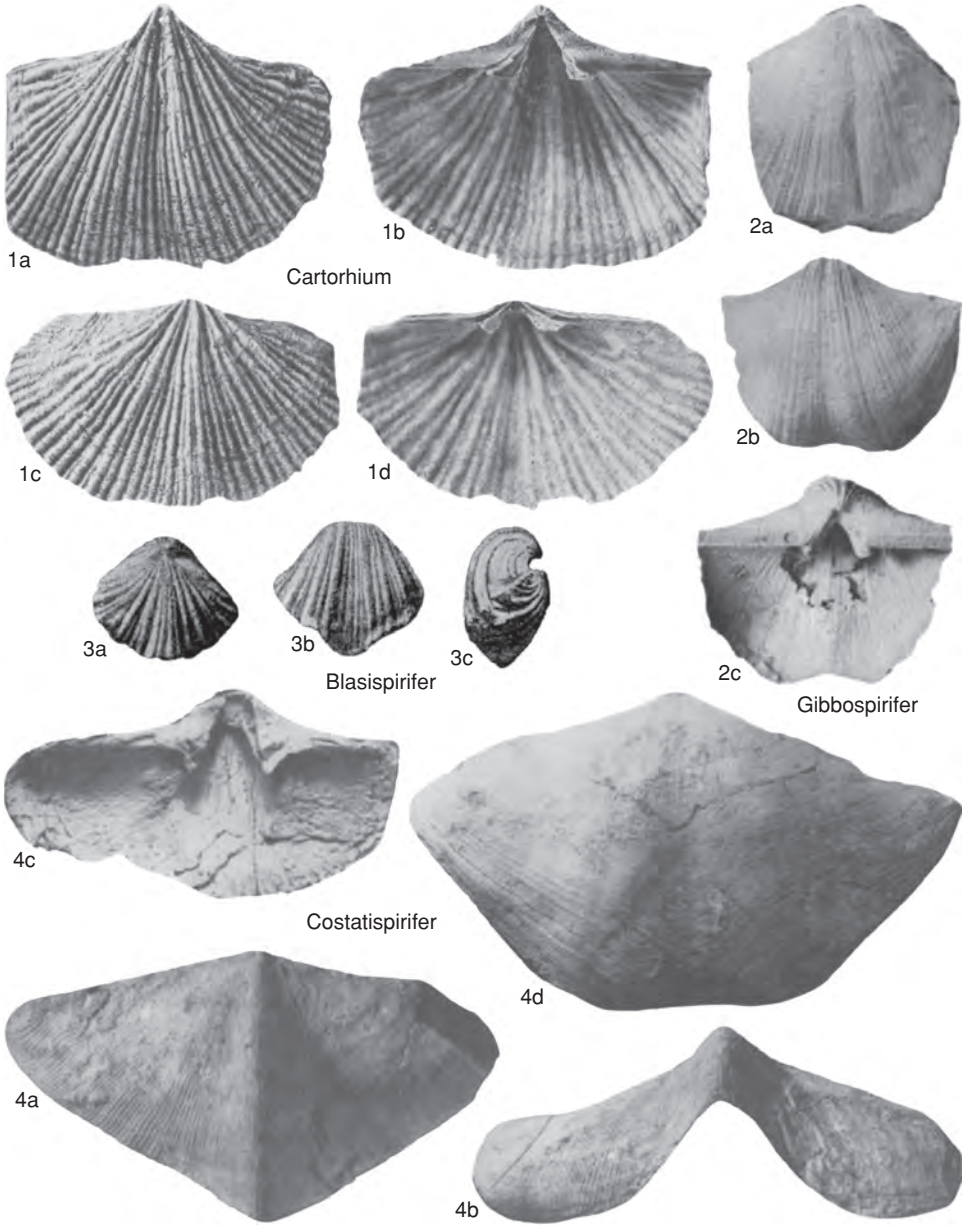 1a
1b
2a
Cartorhium
1c
1d
2b
3a
3b
3c
Blasispirifer
2c
Gibbospirifer
4c
Costatispirifer
4d
4a
4b